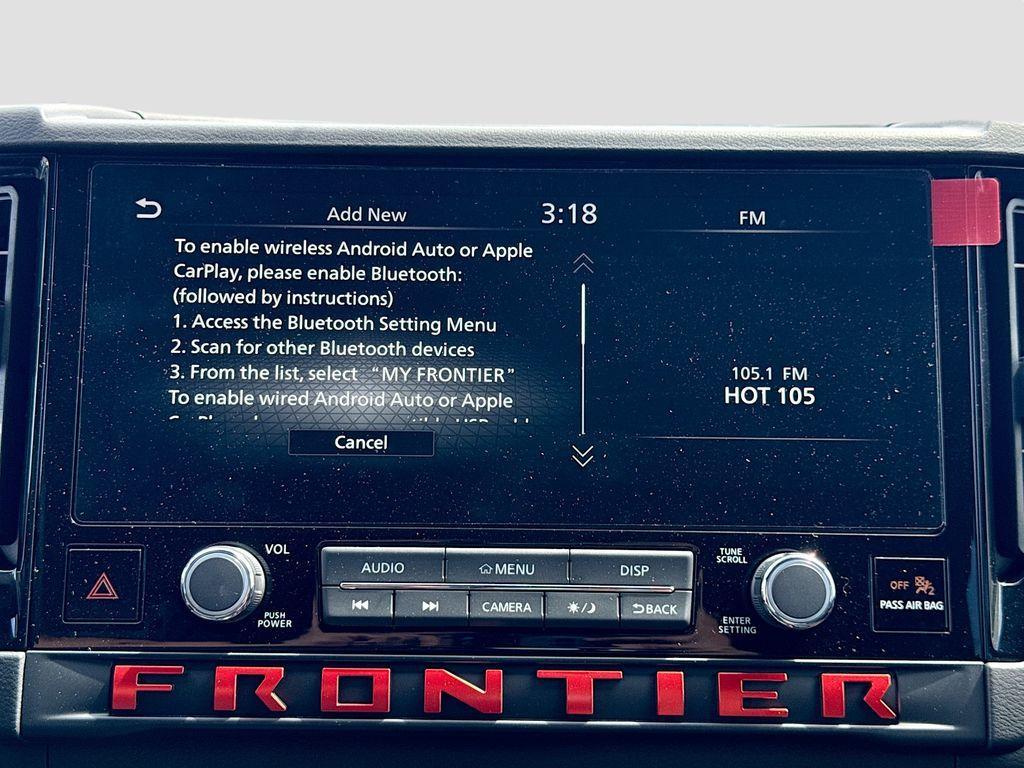 Add New
3:18
FM
To enable wireless Android Auto or Apple
CarPlay, please enable Bluetooth:
(followed by instructions)
1. Access the Bluetooth Setting Menu
2. Scan for other Bluetooth devices
3. From the list, select “MY FRONTIER”
To enable wired Android Auto or Apple
Cancel
105.1 FM
HOT 105
VOL
PUSH
POWER
AUDIO
MENU
DISP
CAMERA
BACK
TUNE
SCROLL
ENTER
SETTING
OFF
2
PASS AIR BAG
FRONTIER